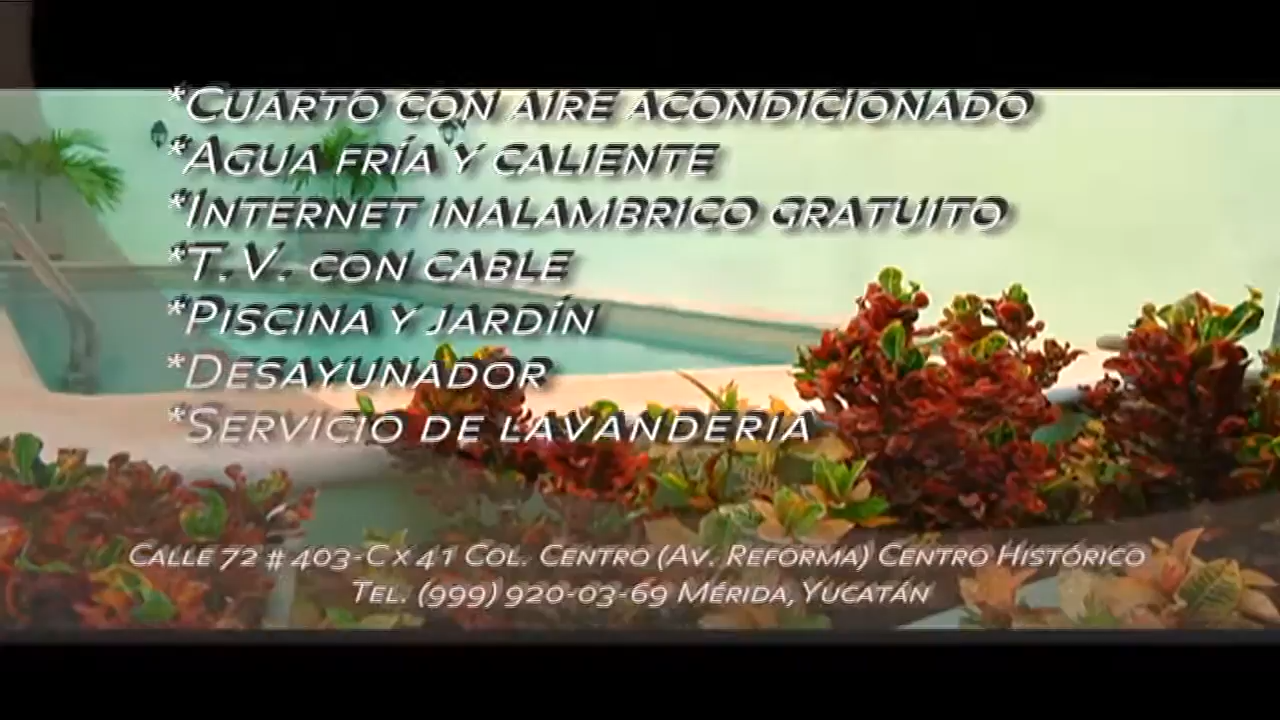 *Cuarto con aire acondicionado
*Agua fría y caliente
*Internet inalambrico gratuito
*T.V. con cable
*Piscina y jardín
*Desayunador
*Servicio de lavanderia
Calle 72 # 403-C x 41 Col. Centro (Av. Reforma) Centro Histórico
Tel. (999) 920-03-69 Mérida, Yucatán